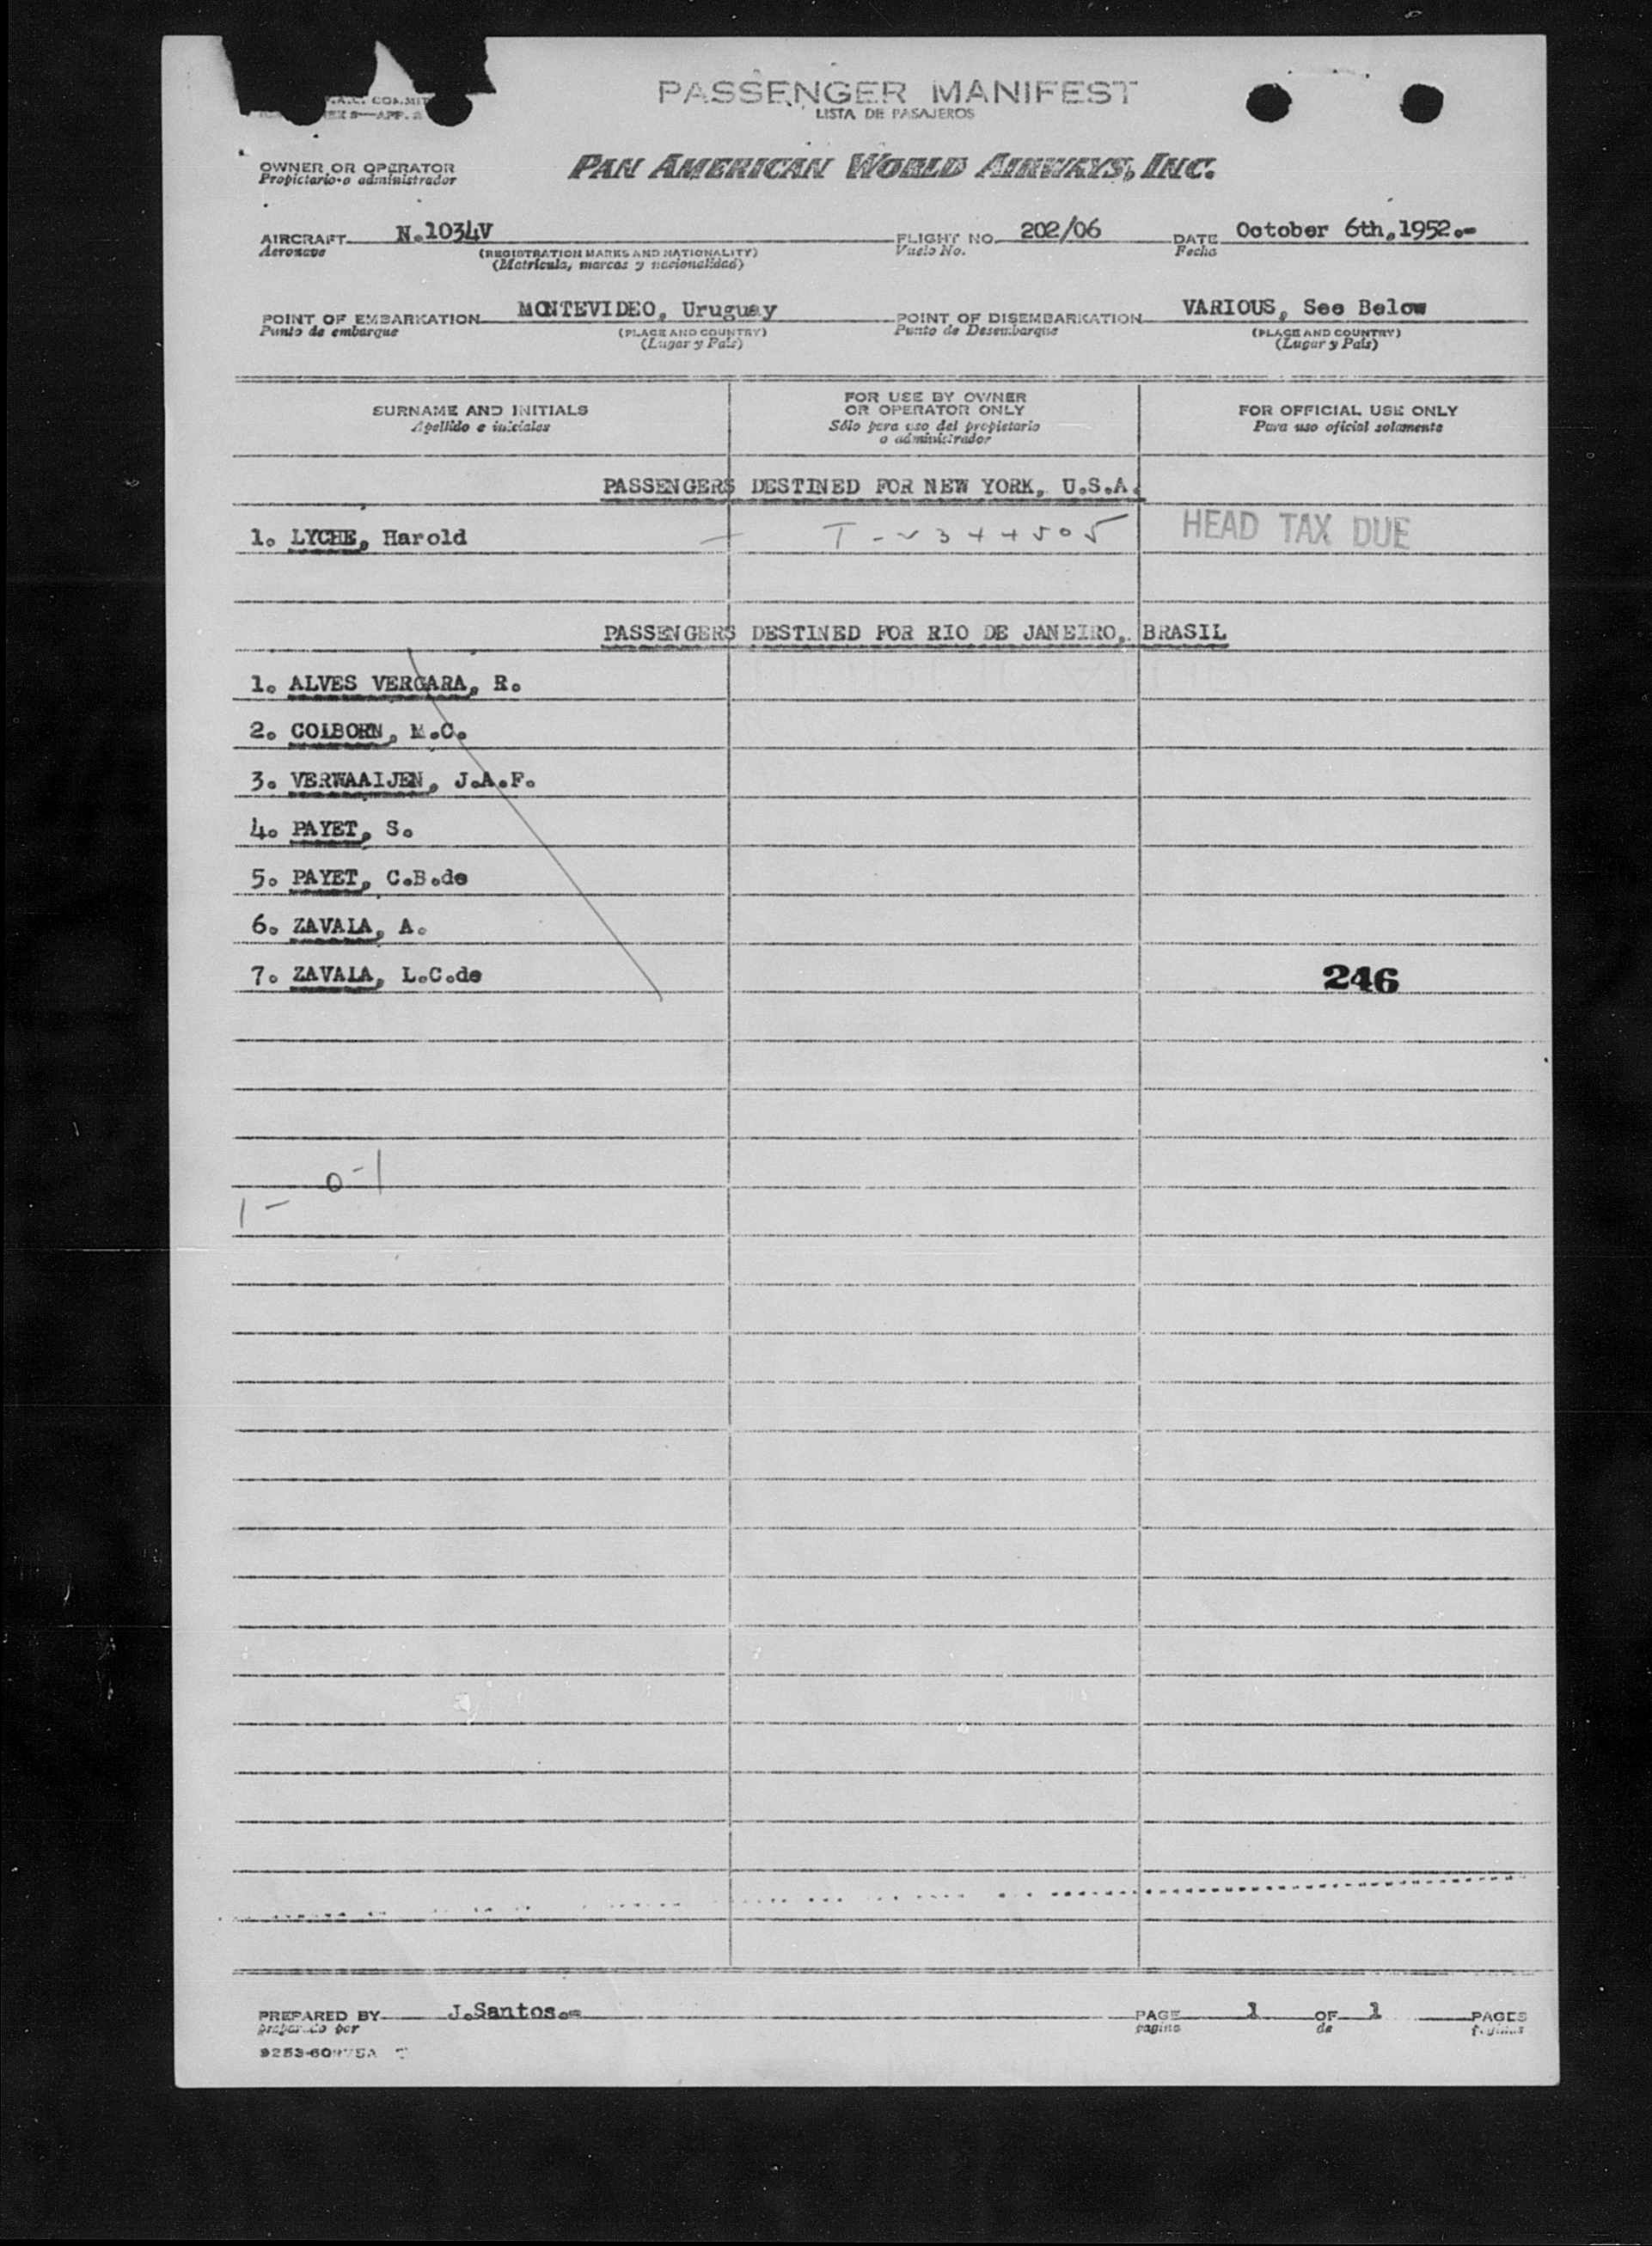 PASSENGER MANIFEST
LISTA DE PASAJEROS
OWNER OR OPERATOR
Propietario o administrador
PAN AMERICAN WORLD AIRWAYS, INC.
AIRCRAFT N.1034V FLIGHT NO. 202/06 DATE October 6th,1952.-
Aeronave (REGISTRATION MARKS AND NATIONALITY) Vuelo No. Fecha
(Matrícula, marcas y nacionalidad)
POINT OF EMBARKATION MONTEVIDEO, Uruguay POINT OF DISEMBARKATION VARIOUS, See Below
Punto de embarque (PLACE AND COUNTRY) Punto de Desembarque (PLACE AND COUNTRY)
(Lugar y País) (Lugar y País)
SURNAME AND INITIALS FOR USE BY OWNER OR OPERATOR ONLY FOR OFFICIAL USE ONLY
Apellido e iniciales Sólo para uso del propietario o administrador Para uso oficial solamente
PASSENGERS DESTINED FOR NEW YORK, U.S.A.
1. LYCHE, Harold HEAD TAX DUE
PASSENGERS DESTINED FOR RIO DE JANEIRO, BRASIL
1. ALVES VERGARA, R.
2. COLBORN, M.C.
3. VERWAAIJEN, J.A.F.
4. PAYET, S.
5. PAYET, C.B.de
6. ZAVALA, A.
7. ZAVALA, L.C.de 246
0-1
1-
PREPARED BY J.Santos.= PAGE 1 OF 1 PAGES
preparado por pagina de